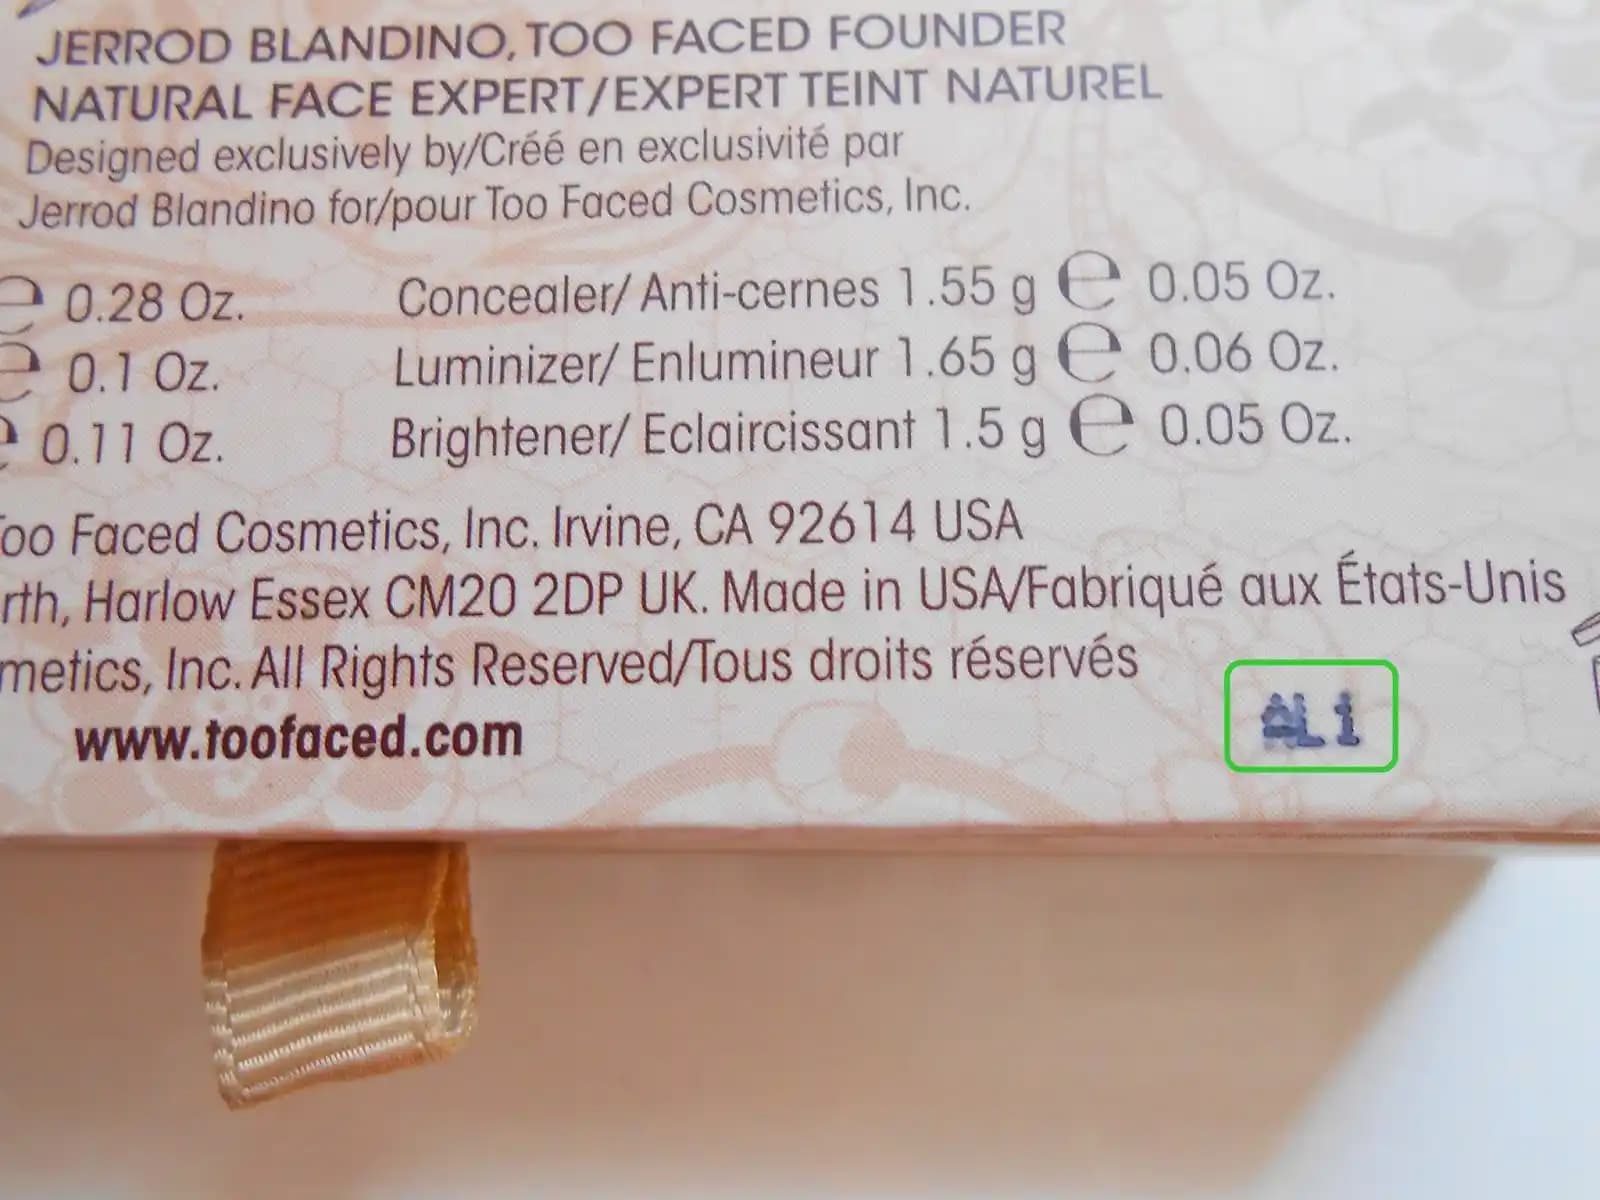 JERROD BLANDINO, TOO FACED FOUNDER
NATURAL FACE EXPERT/EXPERT TEINT NATUREL
Designed exclusively by/Créé en exclusivité par
Jerrod Blandino for/pour Too Faced Cosmetics, Inc.
℮ 0.28 Oz. Concealer/ Anti-cernes 1.55 g ℮ 0.05 Oz.
℮ 0.1 Oz. Luminizer/ Enlumineur 1.65 g ℮ 0.06 Oz.
℮ 0.11 Oz. Brightener/ Eclaircissant 1.5 g ℮ 0.05 Oz.
Too Faced Cosmetics, Inc. Irvine, CA 92614 USA
rth, Harlow Essex CM20 2DP UK. Made in USA/Fabriqué aux États-Unis
metics, Inc. All Rights Reserved/Tous droits réservés
www.toofaced.com
AL1